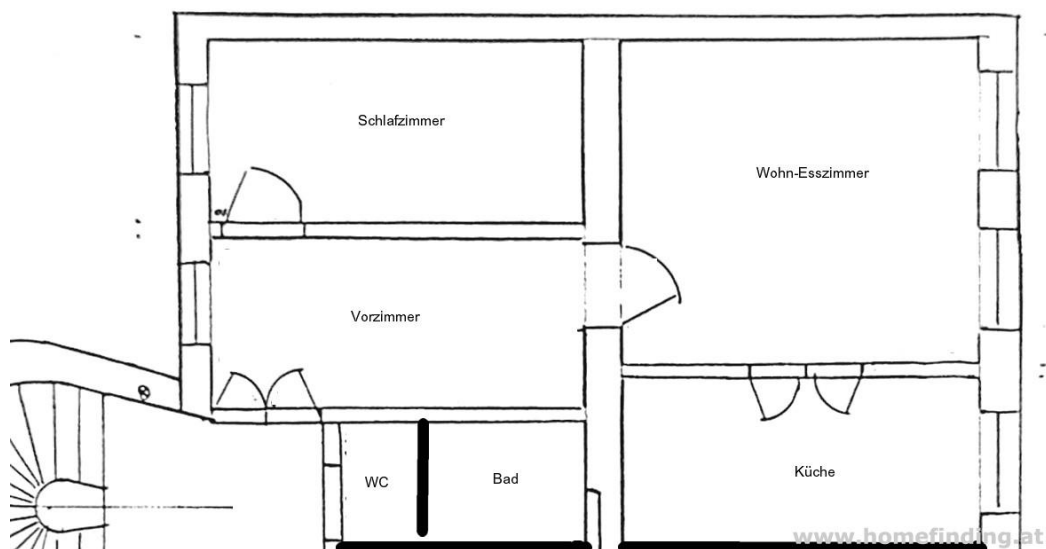 Schlafzimmer
Wohn-Esszimmer
Vorzimmer
WC
Bad
Küche
www.homefinding.at